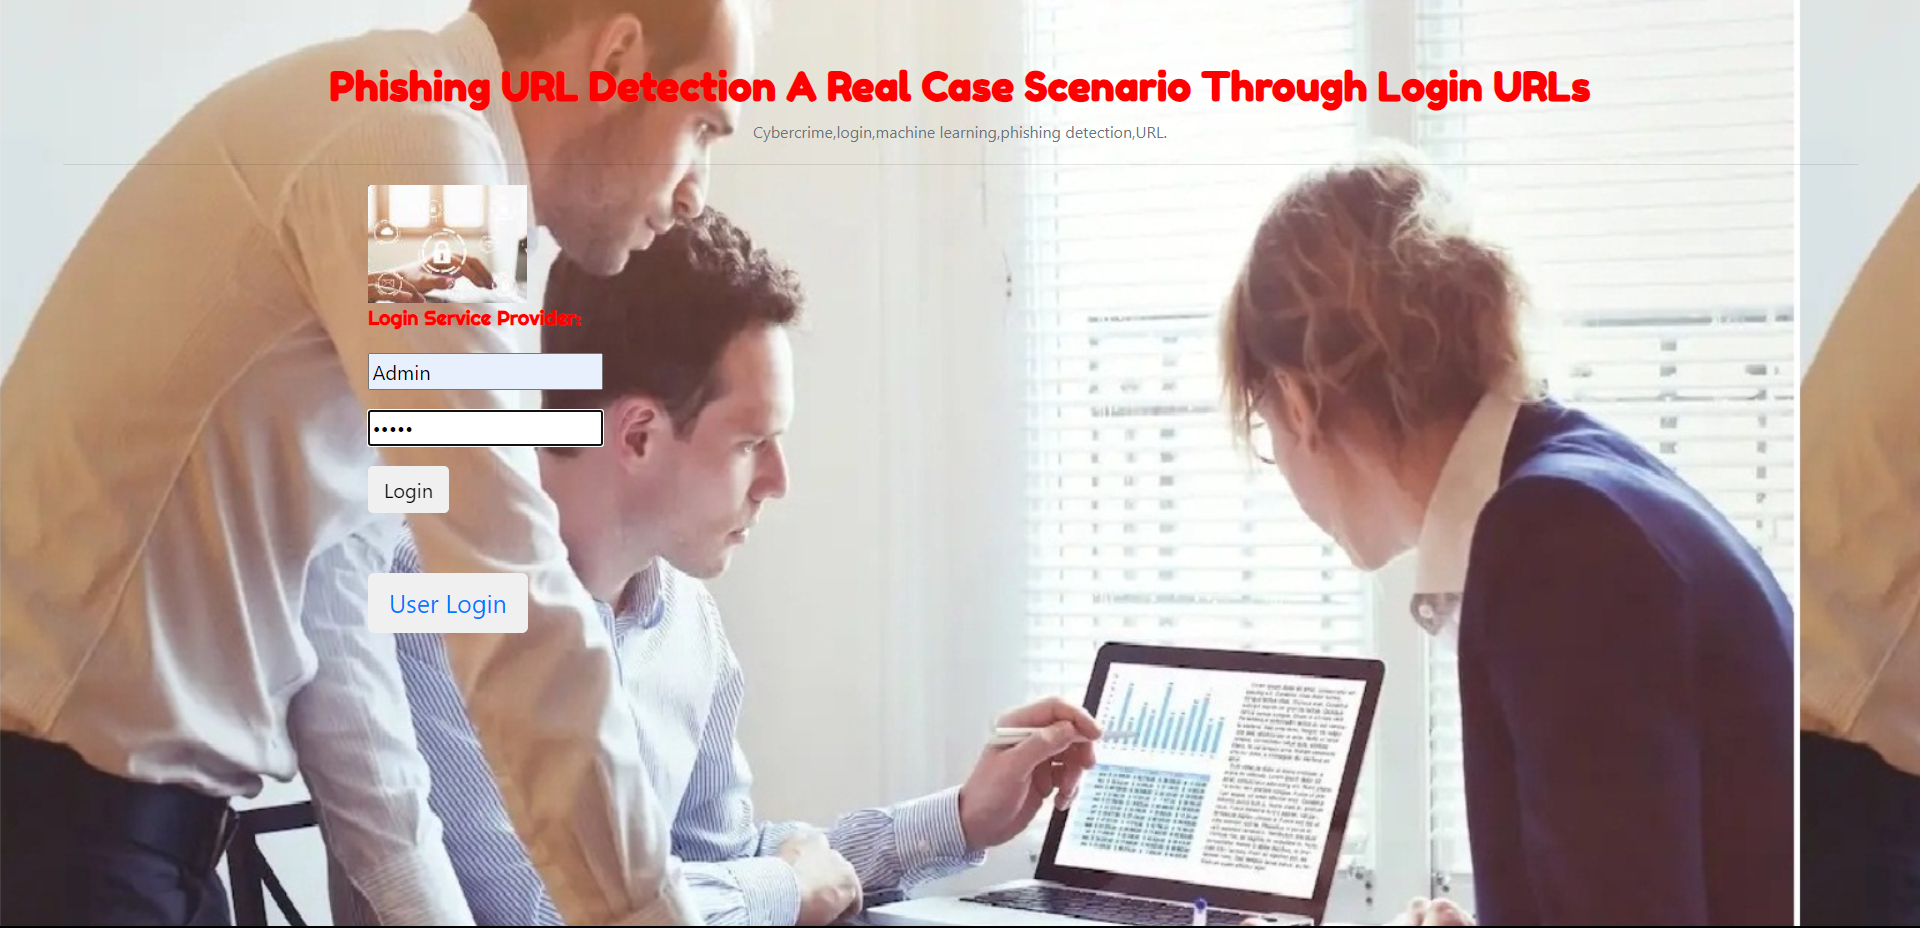 Phishing URL Detection A Real Case Scenario Through Login URLs
Cybercrime,login,machine learning,phishing detection,URL.
Login Service Provider:
Admin
•••••
Login
User Login